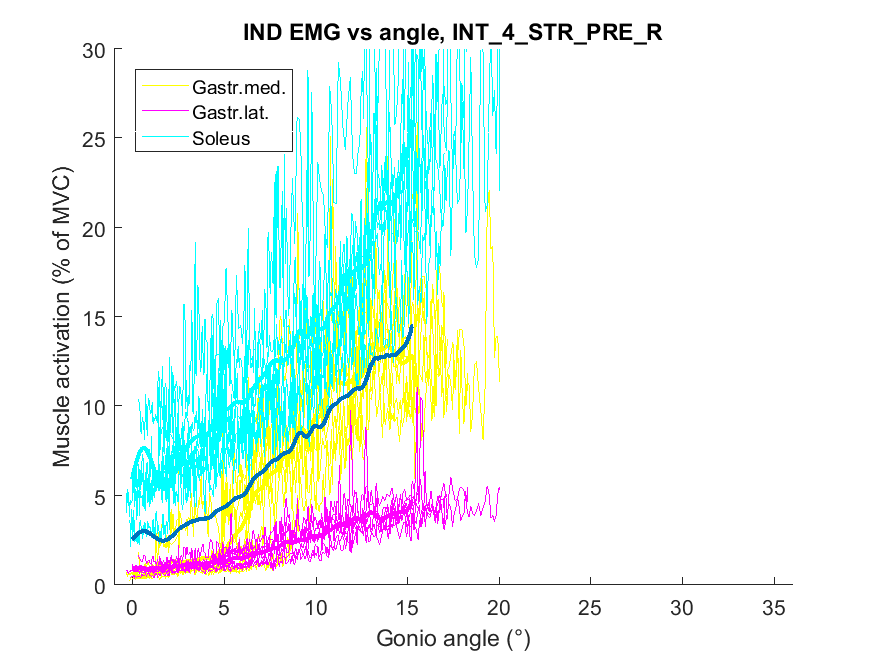 IND EMG vs angle, INT_4_STR_PRE_R
30
25
20
15
10
5
0
Muscle activation (% of MVC)
Gastr.med.
Gastr.lat.
Soleus
0 5 10 15 20 25 30 35
Gonio angle (°)